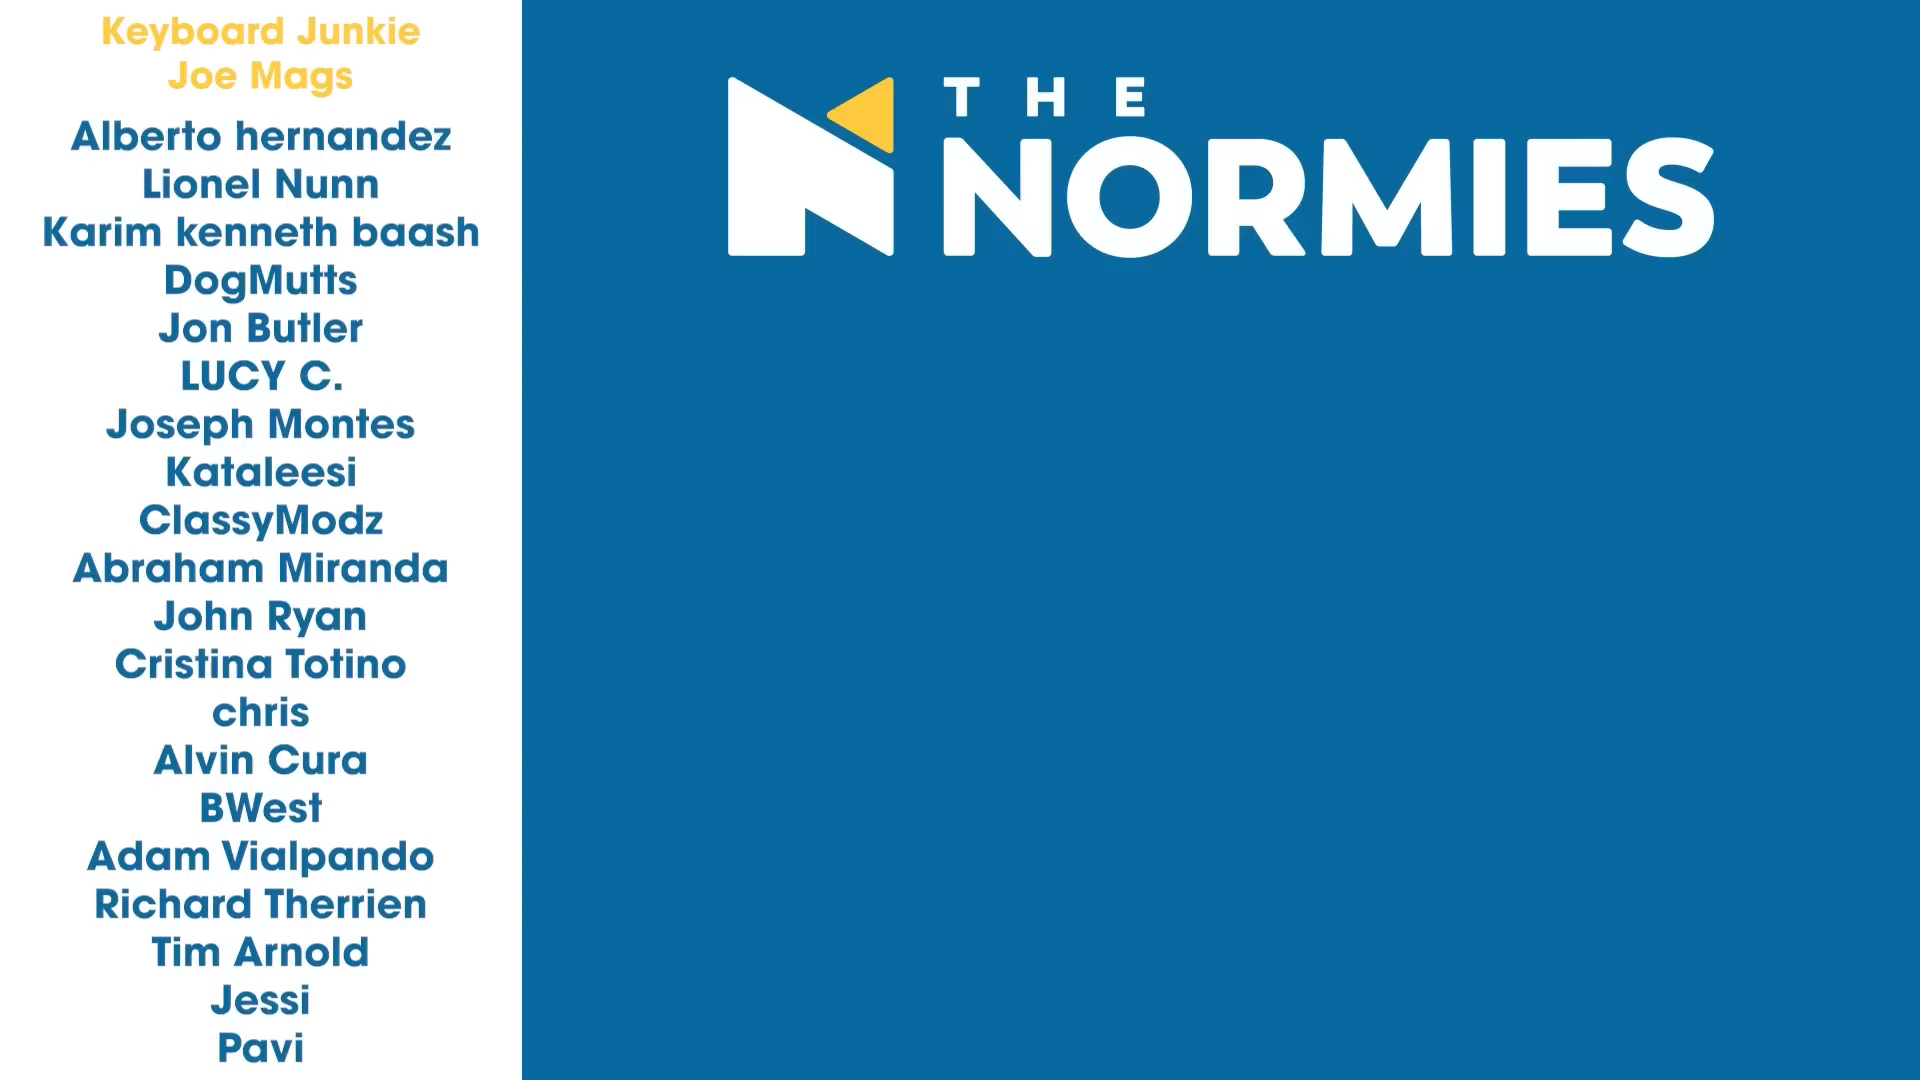 Keyboard Junkie
Joe Mags
Alberto hernandez
Lionel Nunn
Karim kenneth baash
DogMutts
Jon Butler
LUCY C.
Joseph Montes
Kataleesi
ClassyModz
Abraham Miranda
John Ryan
Cristina Totino
chris
Alvin Cura
BWest
Adam Vialpando
Richard Therrien
Tim Arnold
Jessi
Pavi
THE
NORMIES